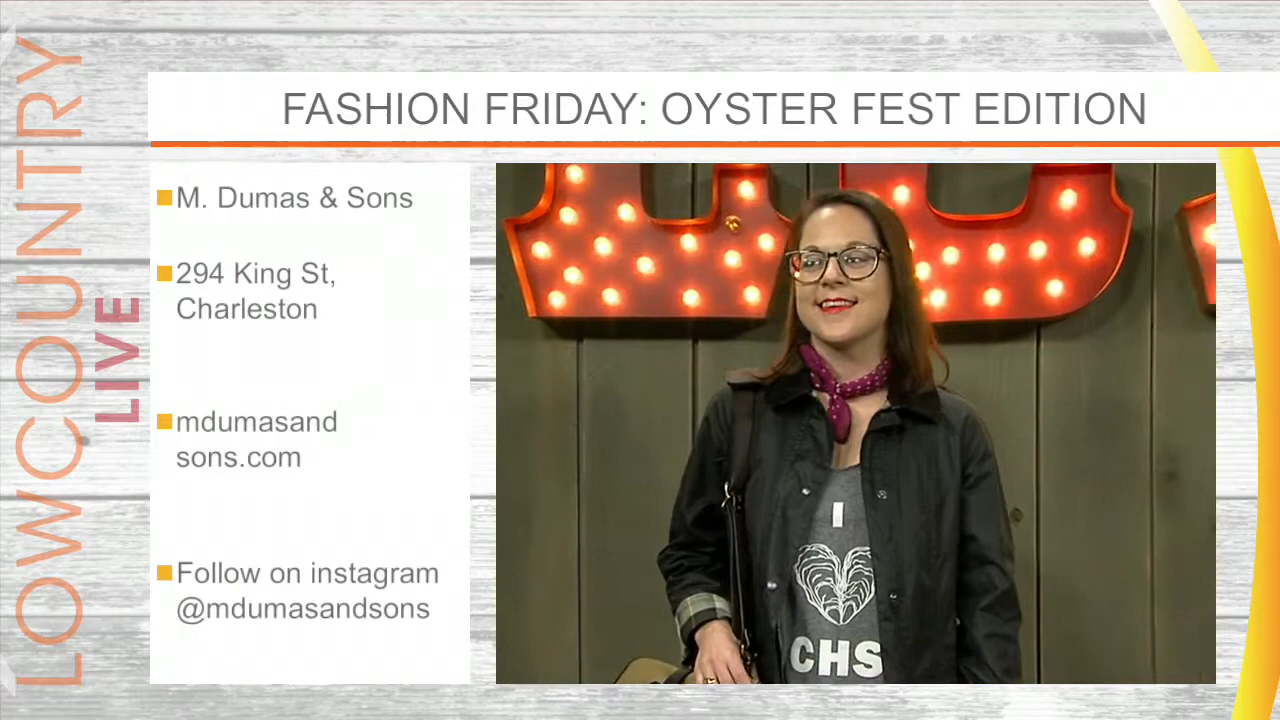 FASHION FRIDAY: OYSTER FEST EDITION
LOWCOUNTRY
LIVE
M. Dumas & Sons
294 King St,
Charleston
mdumasand
sons.com
Follow on instagram
@mdumasandsons
I
CHS